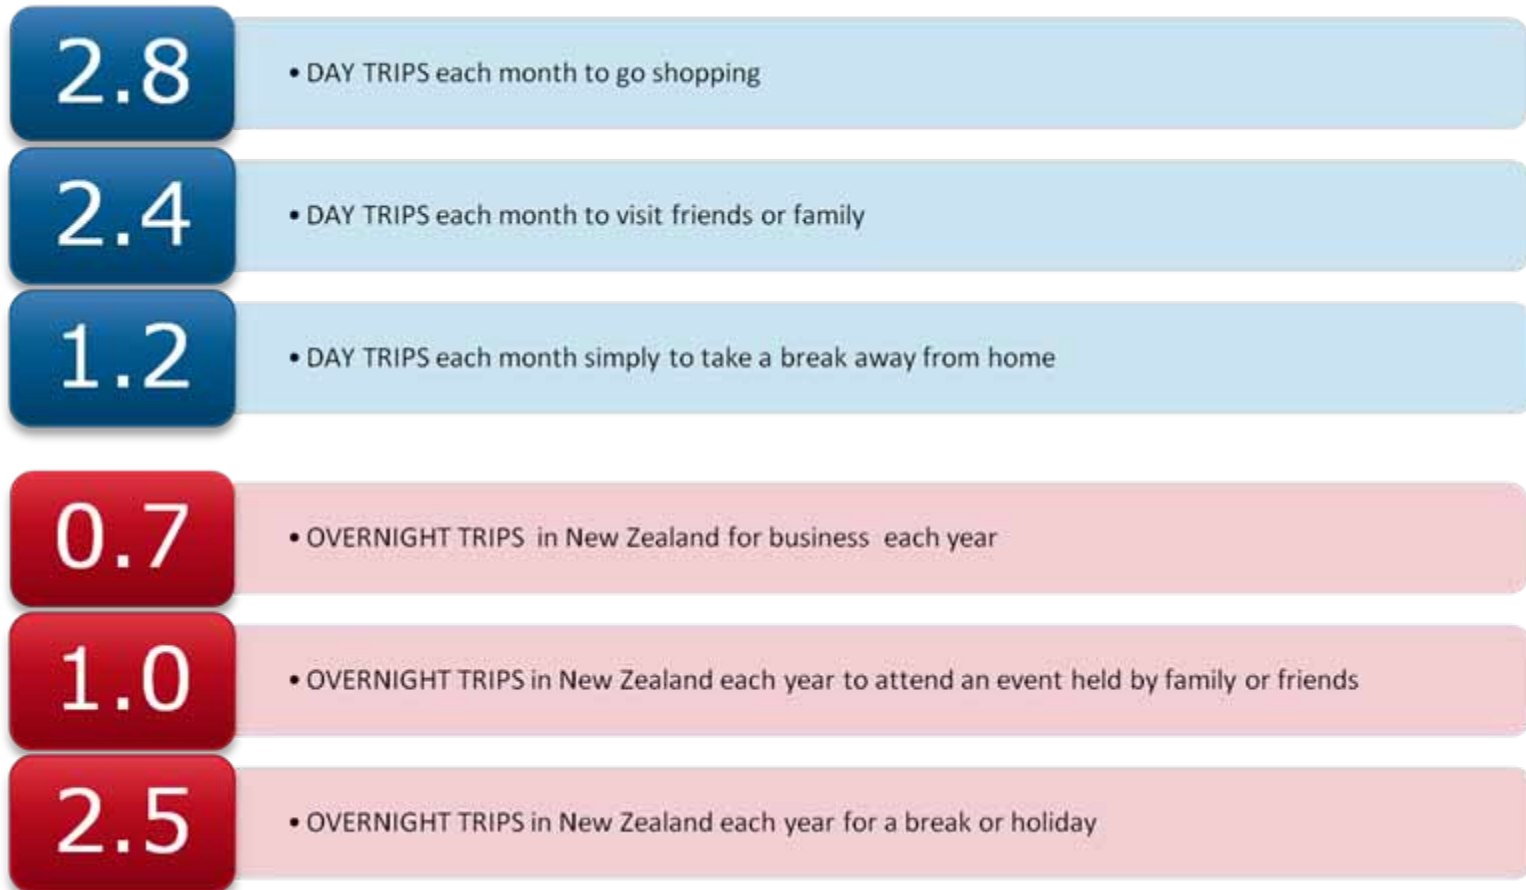 2.8
• DAY TRIPS each month to go shopping
2.4
• DAY TRIPS each month to visit friends or family
1.2
• DAY TRIPS each month simply to take a break away from home
0.7
• OVERNIGHT TRIPS in New Zealand for business each year
1.0
• OVERNIGHT TRIPS in New Zealand each year to attend an event held by family or friends
2.5
• OVERNIGHT TRIPS in New Zealand each year for a break or holiday